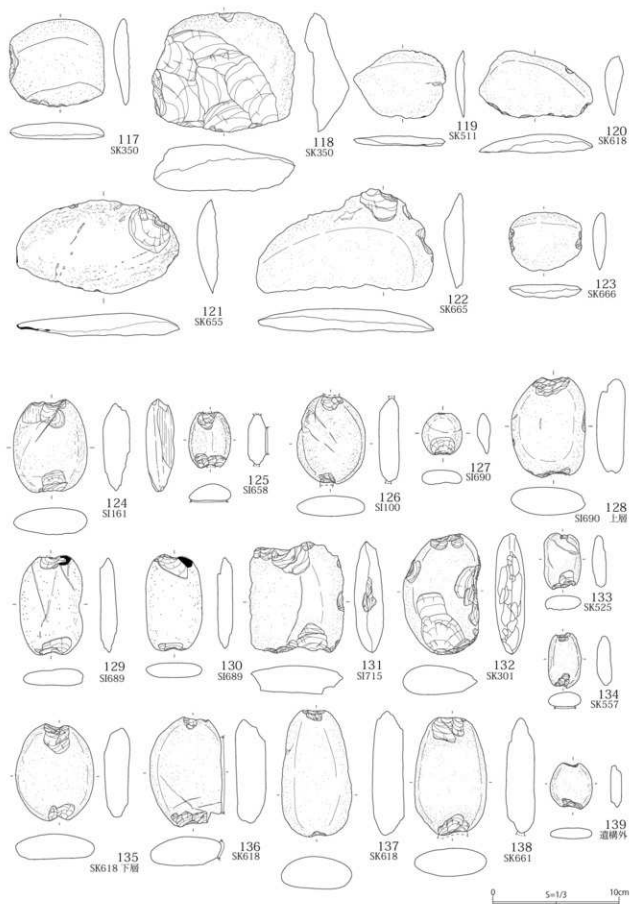 117
SK350
118
SK350
119
SK511
120
SK618
121
SK655
122
SK665
123
SK666
124
SI161
125
SI658
126
SI100
127
SI690
128
SI690 上層
129
SI689
130
SI689
131
SI715
132
SK301
133
SK525
134
SK557
135
SK618 下層
136
SK618
137
SK618
138
SK661
139
遺構外
0 S=1/3 10cm